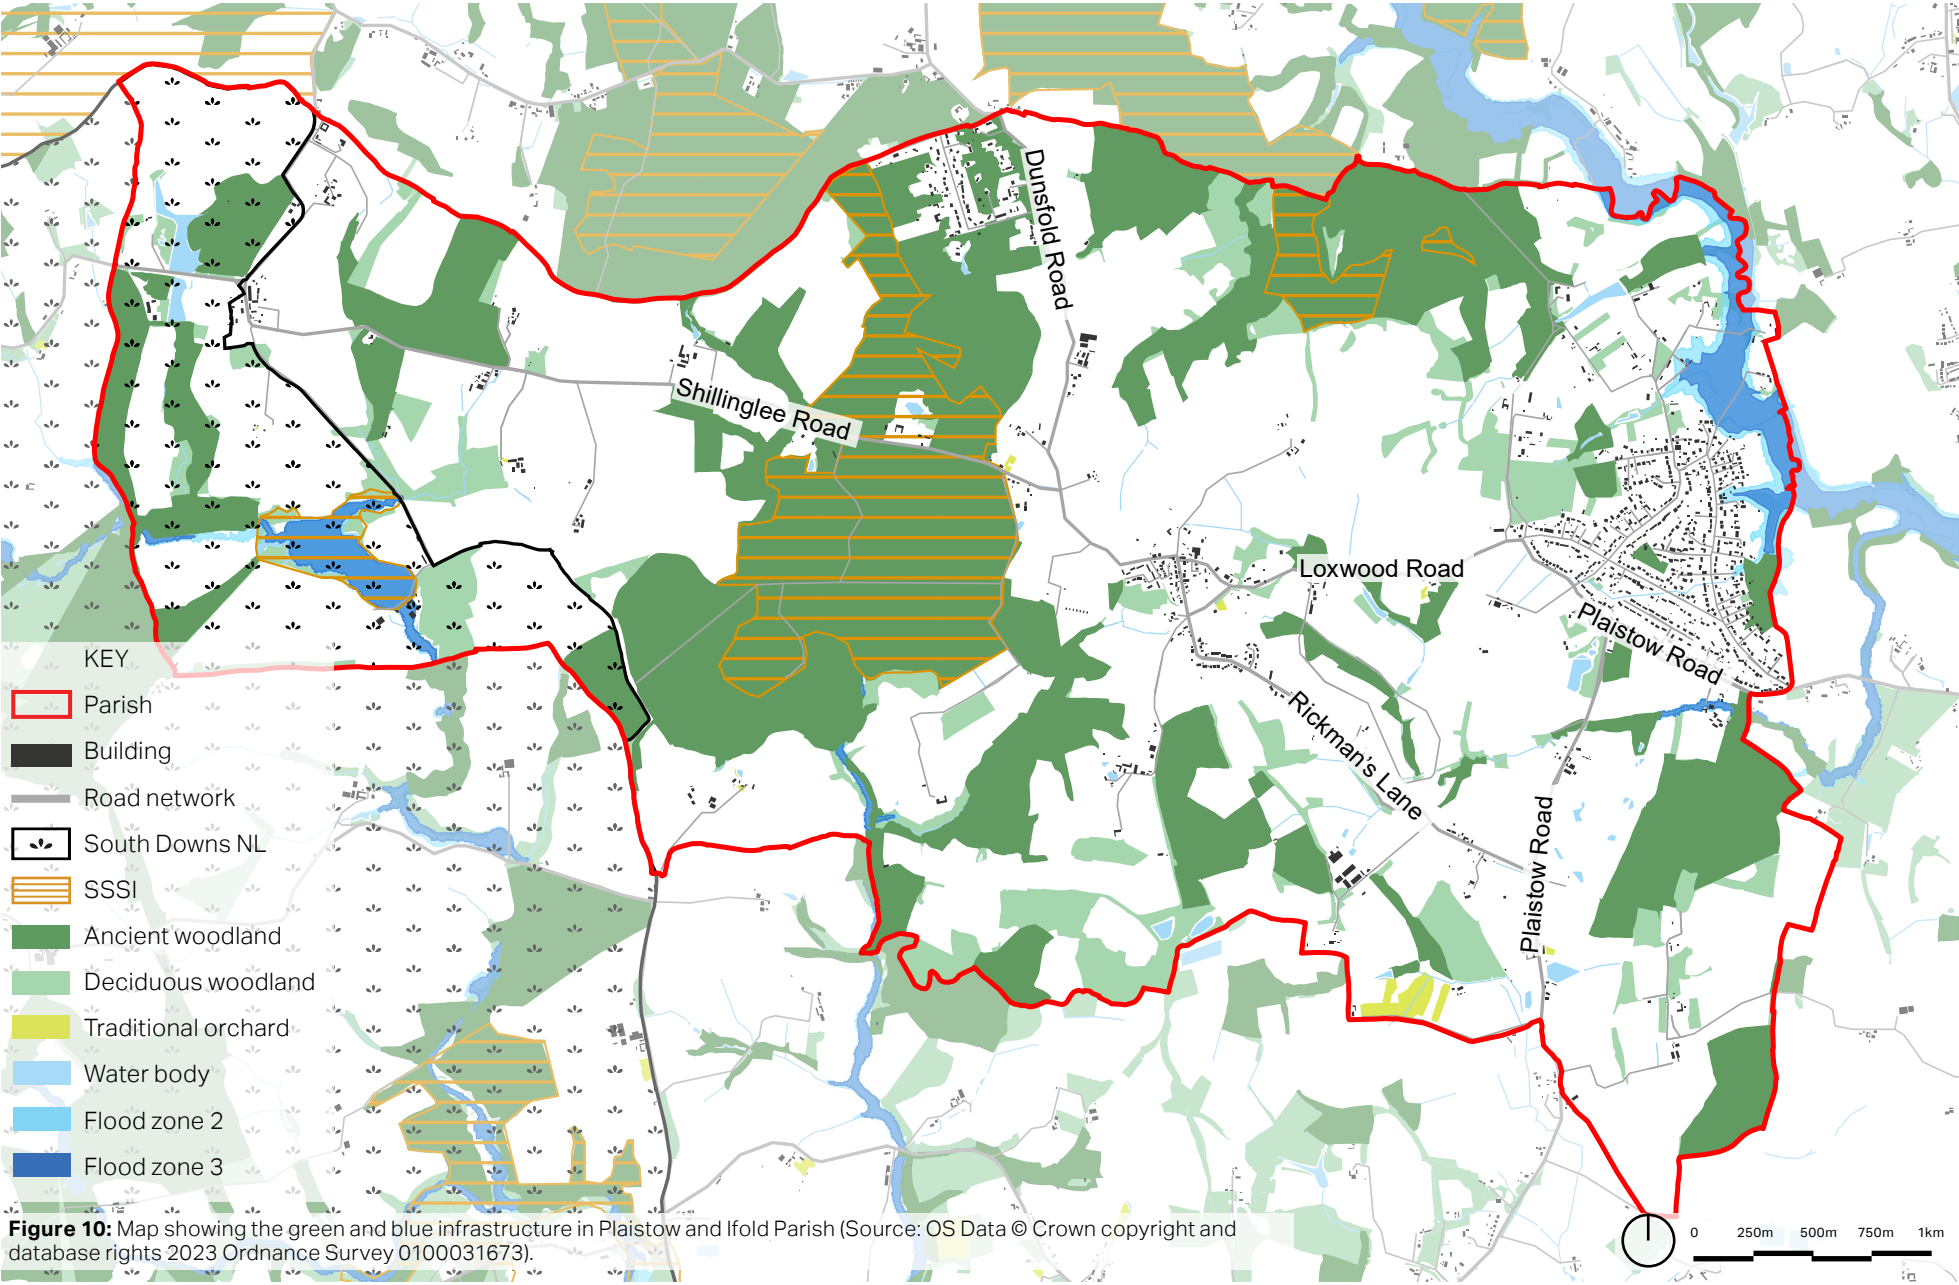 Dunsfold Road
Shillinglee Road
Loxwood Road
Plaistow Road
Rickman's Lane
Plaistow Road
KEY
Parish
Building
Road network
South Downs NL
SSSI
Ancient woodland
Deciduous woodland
Traditional orchard
Water body
Flood zone 2
Flood zone 3
Figure 10: Map showing the green and blue infrastructure in Plaistow and Ifold Parish (Source: OS Data © Crown copyright and
database rights 2023 Ordnance Survey 0100031673).
0 250m 500m 750m 1km